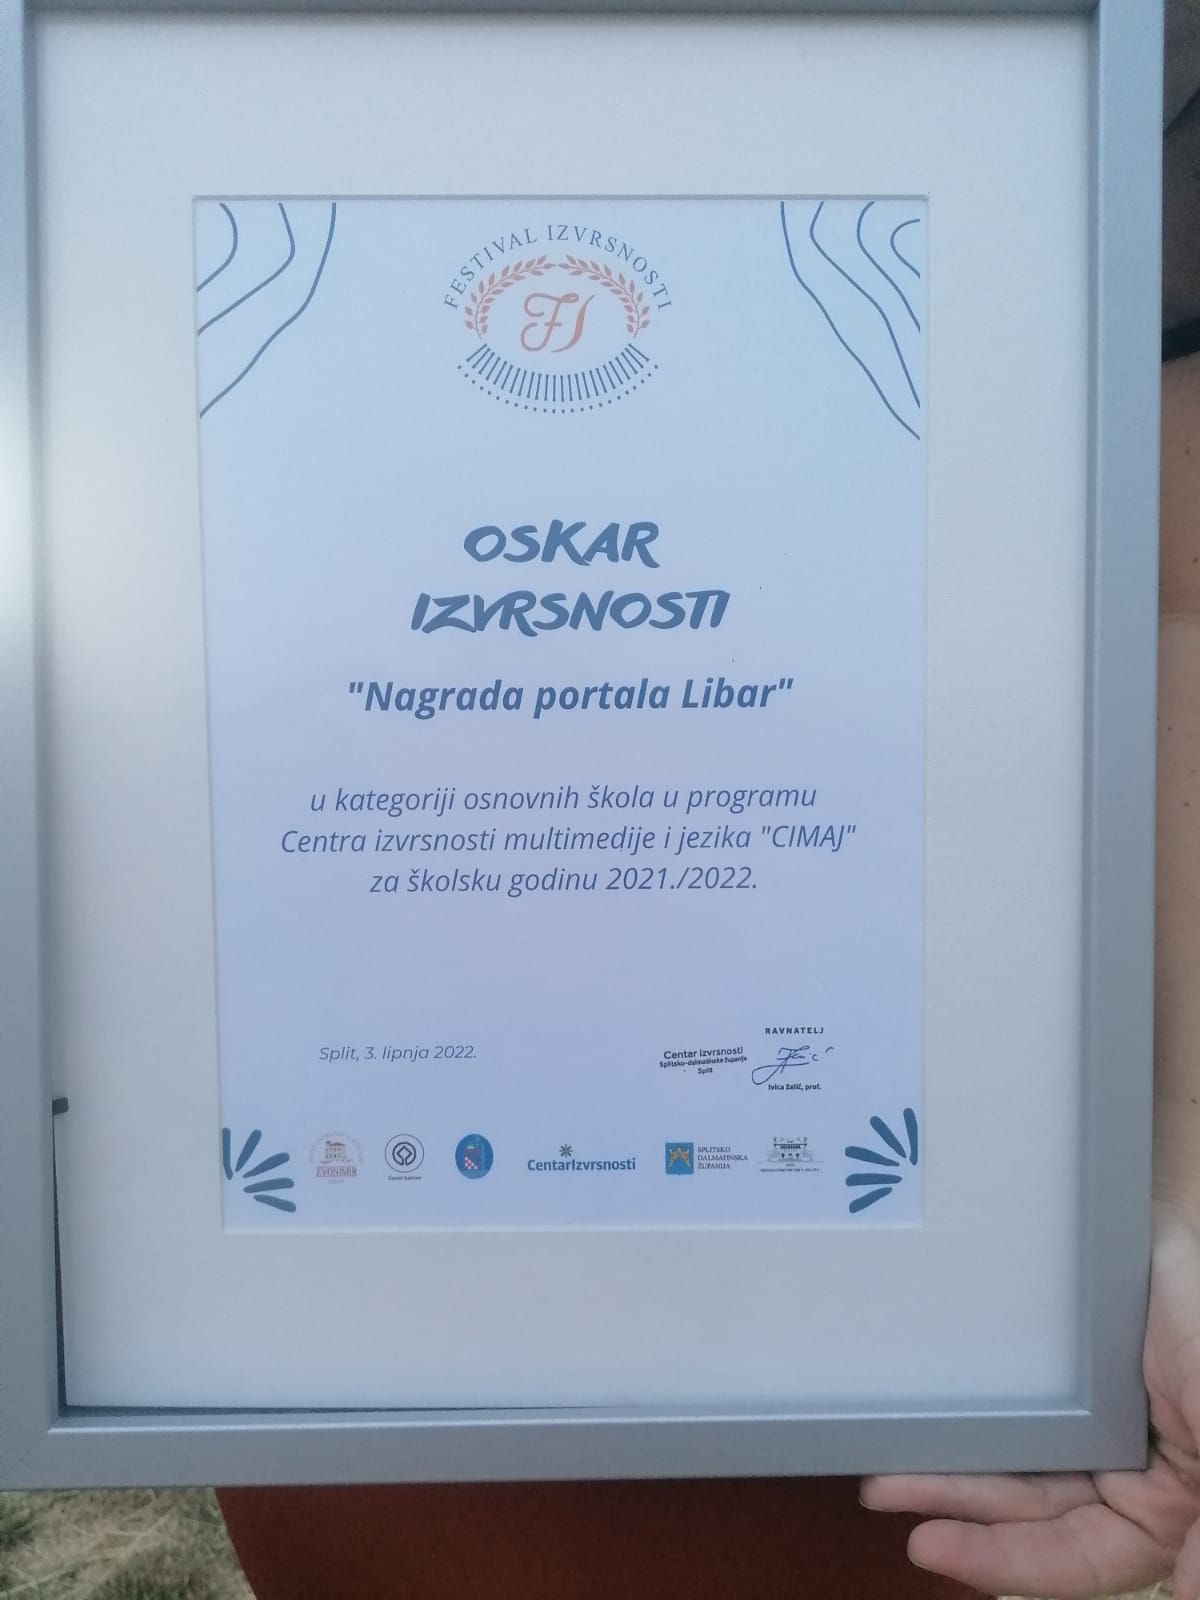 FESTIVAL IZVRSNOSTI
FI
OSKAR
IZVRSNOSTI
"Nagrada portala Libar"
u kategoriji osnovnih škola u programu
Centra izvrsnosti multimedije i jezika "CIMAJ"
za školsku godinu 2021./2022.
RAVNATELJ
Split, 3. lipnja 2022.
Centar izvrsnosti
Splitsko-dalmatinske županije
Split
Ivica Zelić, prof.
ZVONIMIR
CentarIzvrsnosti
SPLITSKO
DALMATINSKA
ŽUPANIJA